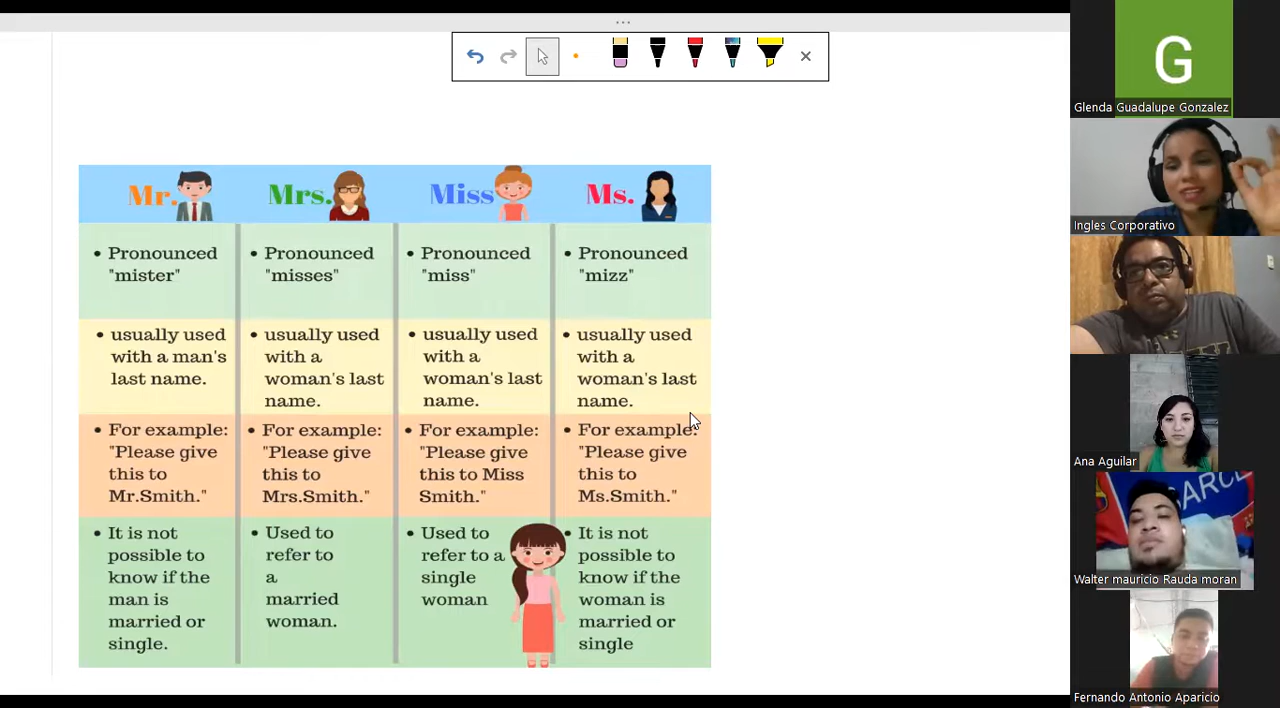 ...
Mr.
Mrs.
Miss
Ms.
• Pronounced
"mister"
• Pronounced
"misses"
• Pronounced
"miss"
• Pronounced
"mizz"
• usually used
with a man's
last name.
• usually used
with a
woman's last
name.
• usually used
with a
woman's last
name.
• usually used
with a
woman's last
name.
• For example:
"Please give
this to
Mr.Smith."
• For example:
"Please give
this to
Mrs.Smith."
• For example:
"Please give
this to Miss
Smith."
• For example:
"Please give
this to
Ms.Smith."
• It is not
possible to
know if the
man is
married or
single.
• Used to
refer to
a
married
woman.
• Used to
refer to a
single
woman
• It is not
possible to
know if the
woman is
married or
single
G
Glenda Guadalupe Gonzalez
Ingles Corporativo
Ana Aguilar
BARCE
Walter mauricio Rauda moran
Fernando Antonio Aparicio